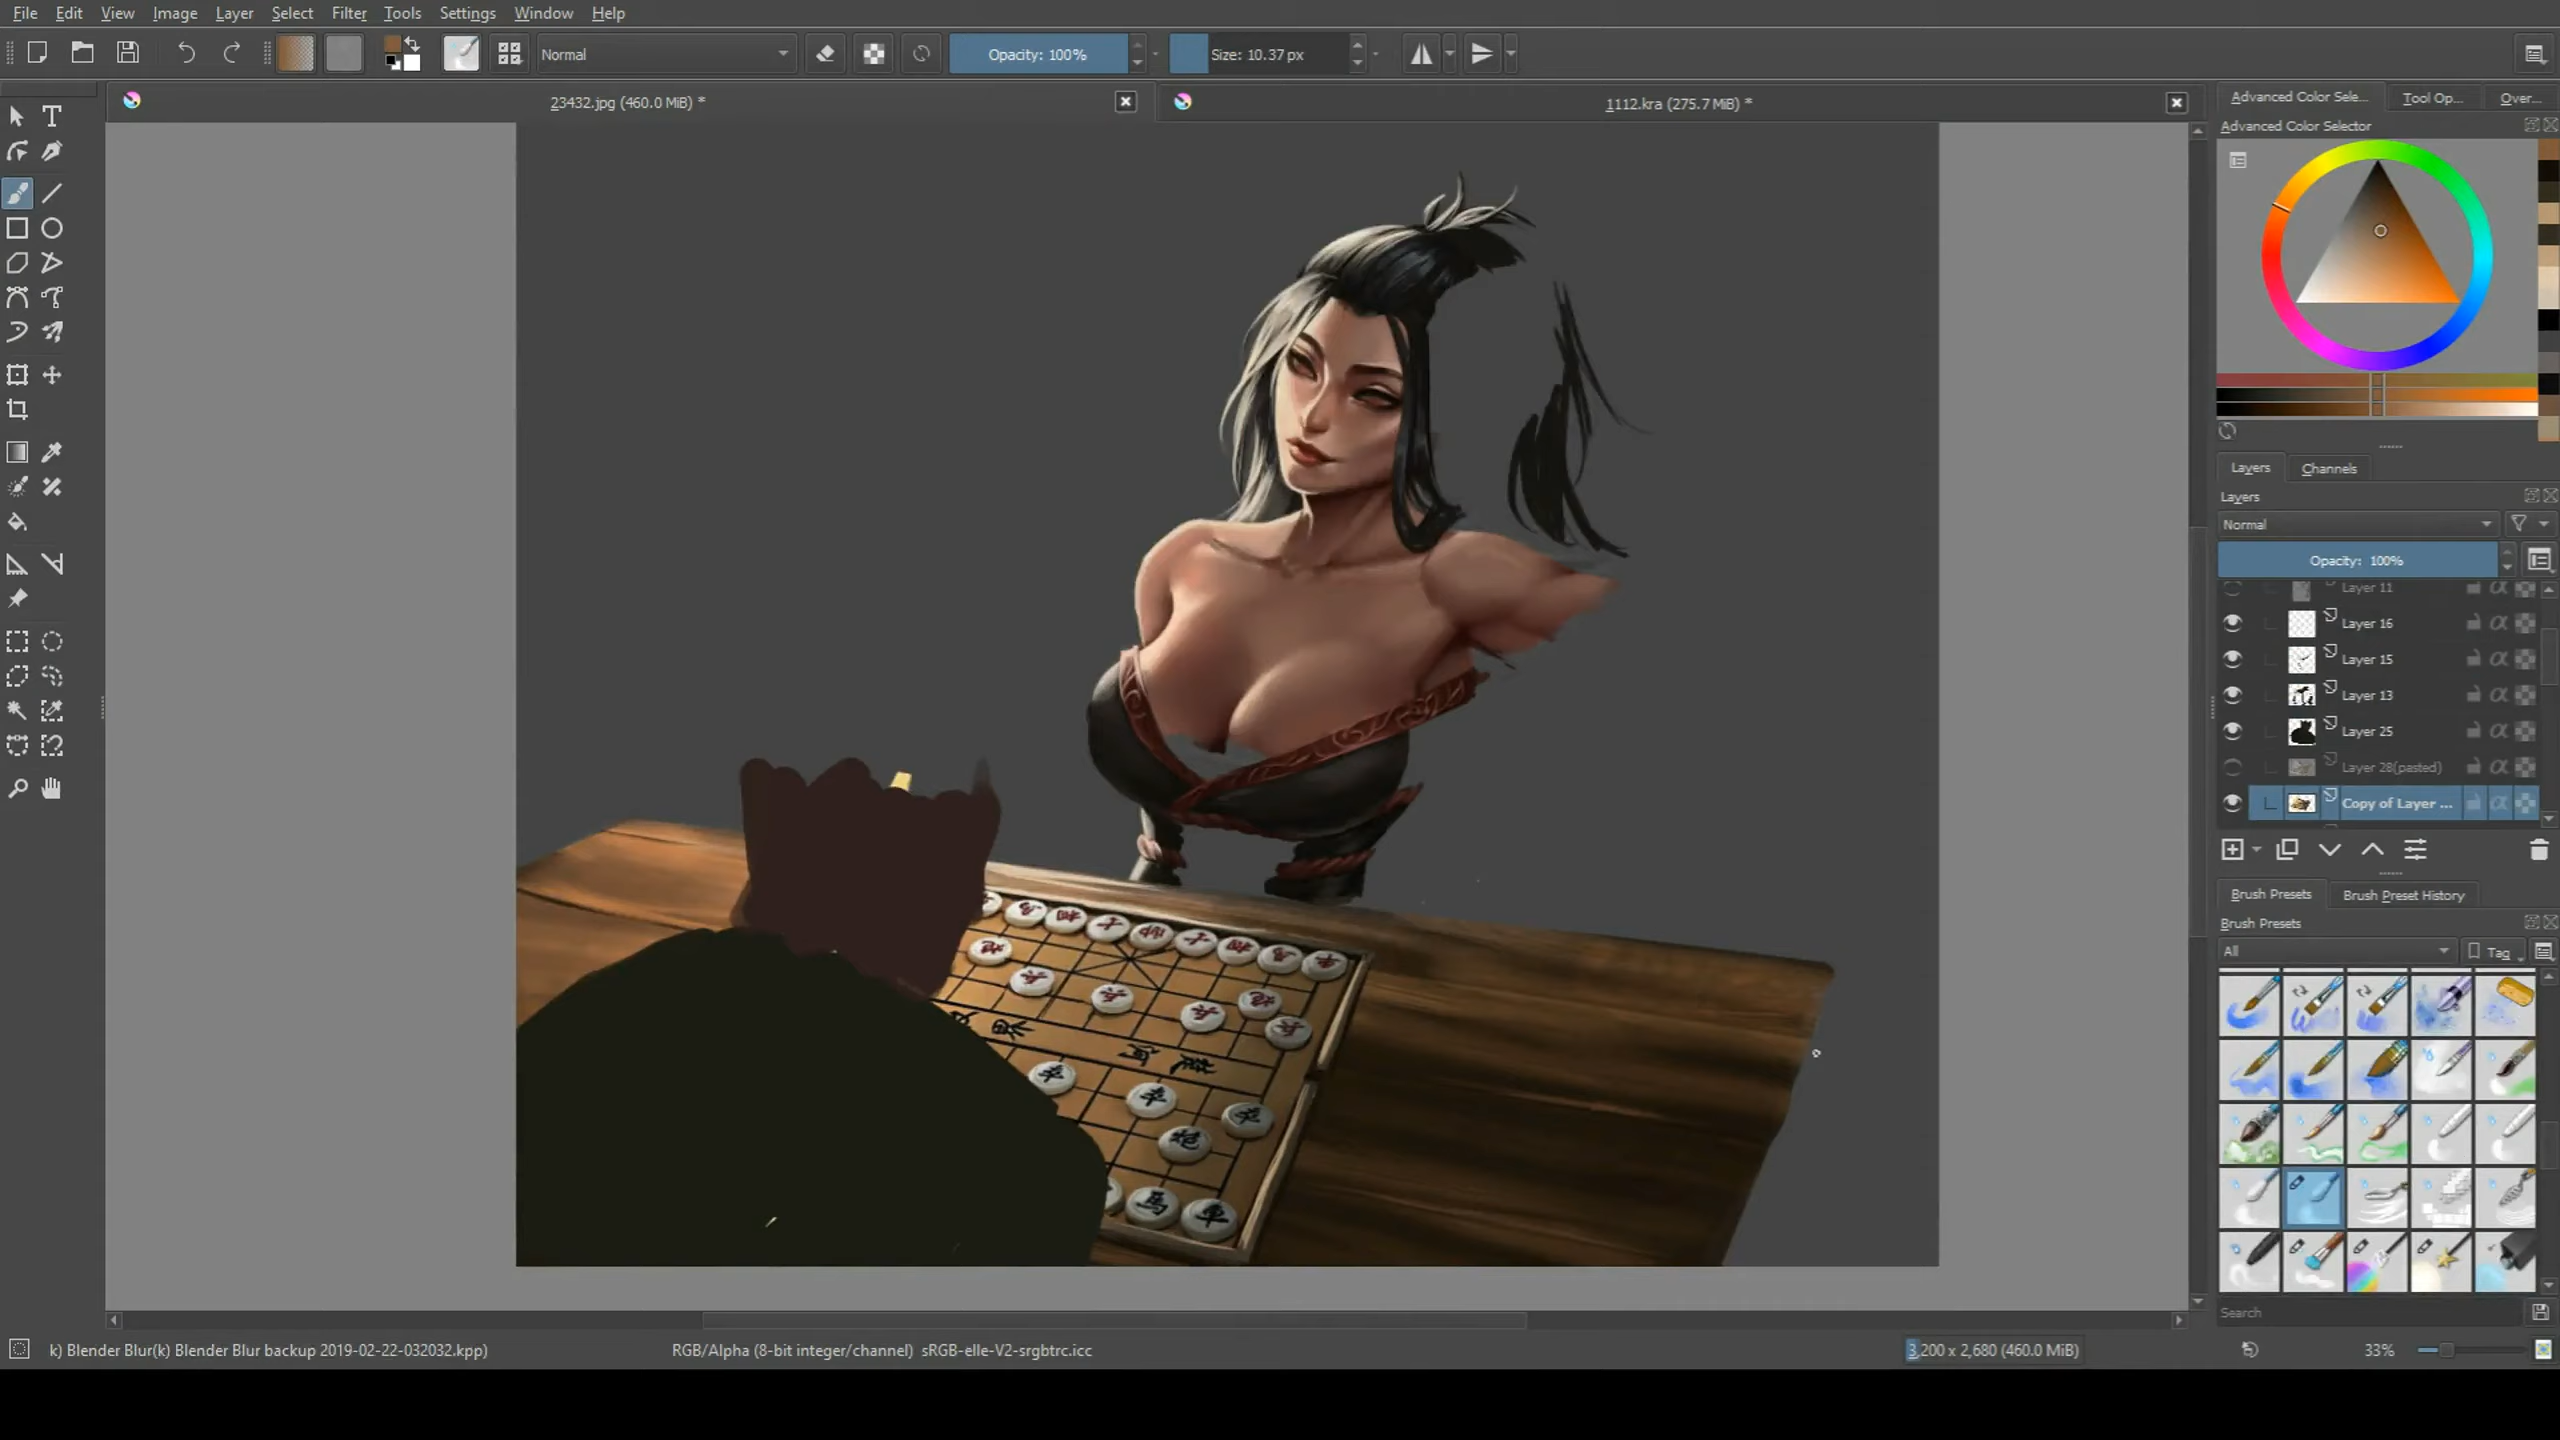 File Edit View Image Layer Select Filter Tools Settings Window Help
Normal
Opacity: 100%
Size: 10.37 px
23432.jpg (460.0 MiB) *
1112.kra (275.7 MiB) *
Advanced Color Sele... Tool Op... Over...
Advanced Color Selector
Layers Channels
Layers
Normal
Opacity: 100%
Layer 11
Layer 16
Layer 15
Layer 13
Layer 25
Layer 28(pasted)
Copy of Layer ...
Brush Presets Brush Preset History
Brush Presets
All Tag
馬 車
Search
k) Blender Blur(k) Blender Blur backup 2019-02-22-032032.kpp)
RGB/Alpha (8-bit integer/channel) sRGB-elle-V2-srgbtrc.icc
3,200 x 2,680 (460.0 MiB)
33%